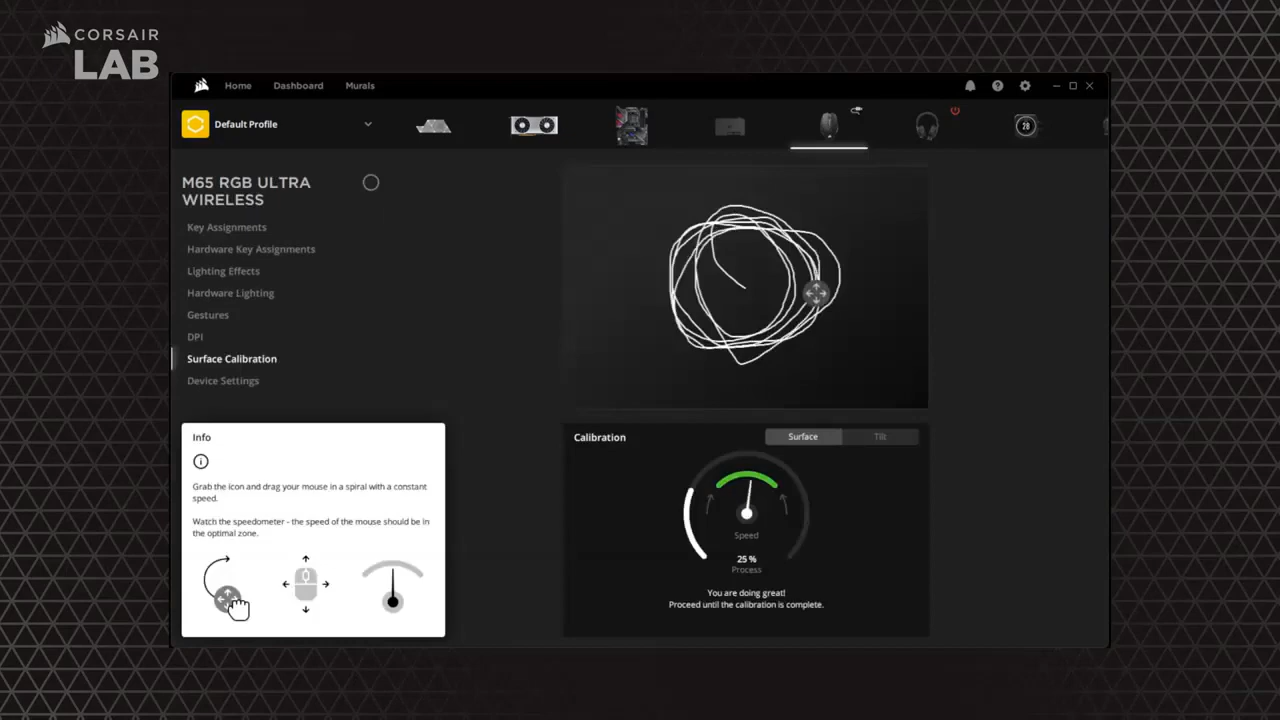 CORSAIR
LAB
Home Dashboard Murals
Default Profile
28
M65 RGB ULTRA
WIRELESS
Key Assignments
Hardware Key Assignments
Lighting Effects
Hardware Lighting
Gestures
DPI
Surface Calibration
Device Settings
Info
Grab the icon and drag your mouse in a spiral with a constant
speed.
Watch the speedometer - the speed of the mouse should be in
the optimal zone.
Calibration
Surface Tilt
Speed
25 %
Process
You are doing great!
Proceed until the calibration is complete.